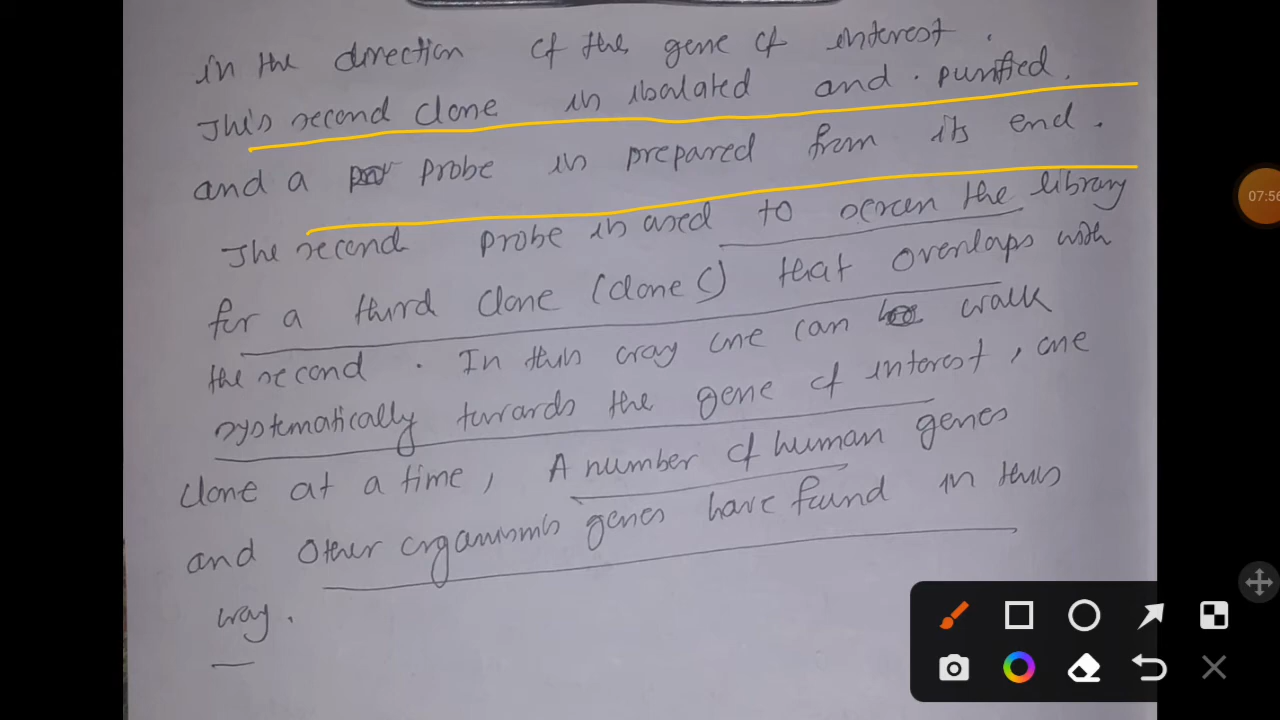 in the direction of the gene of interest.
This second clone is isolated and purified.
and a probe is prepared from its end.
The second probe is used to screen the library
for a third clone (clone C) that overlaps with
the second. In this way one can walk
systematically towards the gene of interest, one
clone at a time, A number of human genes
and other organisms genes have found in this
way.
07:56